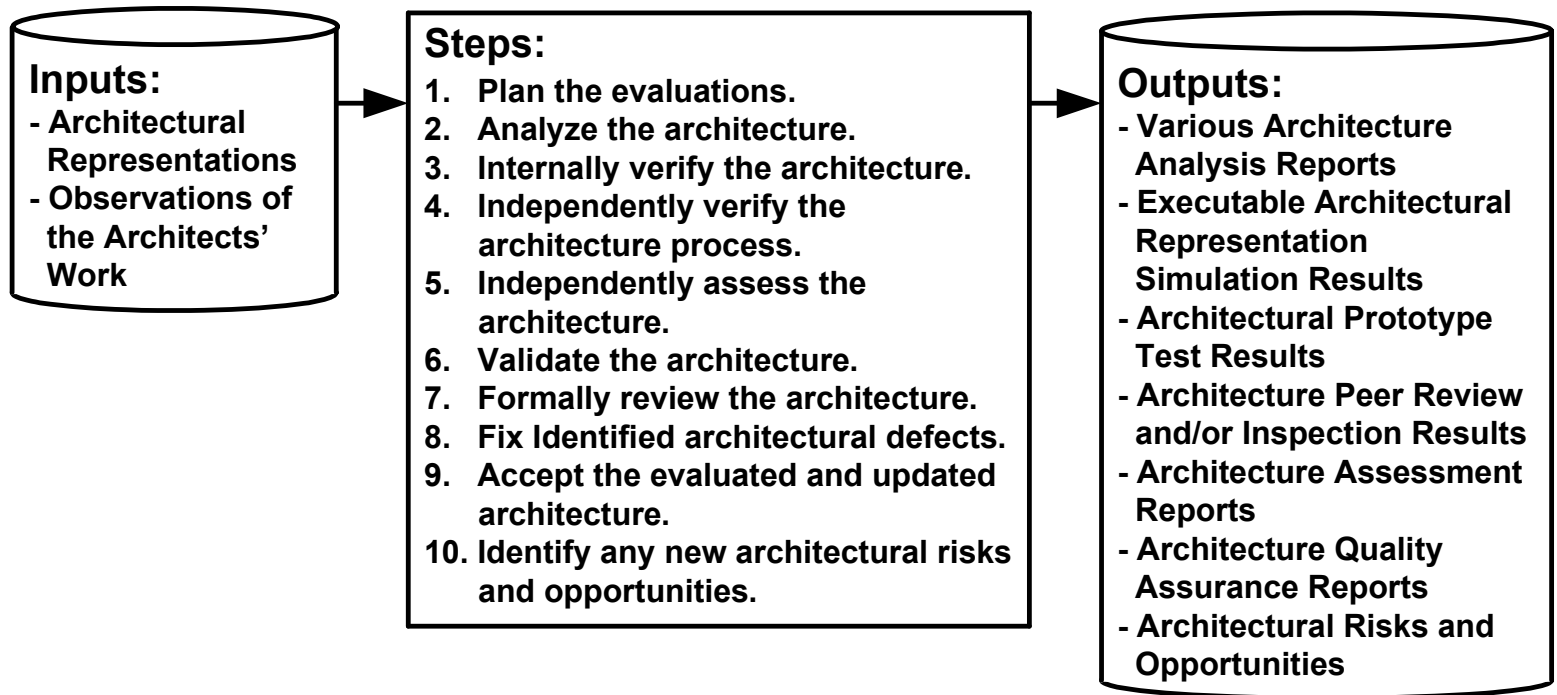 Inputs:
- Architectural
Representations
- Observations of
the Architects’
Work
Steps:
1. Plan the evaluations.
2. Analyze the architecture.
3. Internally verify the architecture.
4. Independently verify the
architecture process.
5. Independently assess the
architecture.
6. Validate the architecture.
7. Formally review the architecture.
8. Fix Identified architectural defects.
9. Accept the evaluated and updated
architecture.
10. Identify any new architectural risks
and opportunities.
Outputs:
- Various Architecture
Analysis Reports
- Executable Architectural
Representation
Simulation Results
- Architectural Prototype
Test Results
- Architecture Peer Review
and/or Inspection Results
- Architecture Assessment
Reports
- Architecture Quality
Assurance Reports
- Architectural Risks and
Opportunities